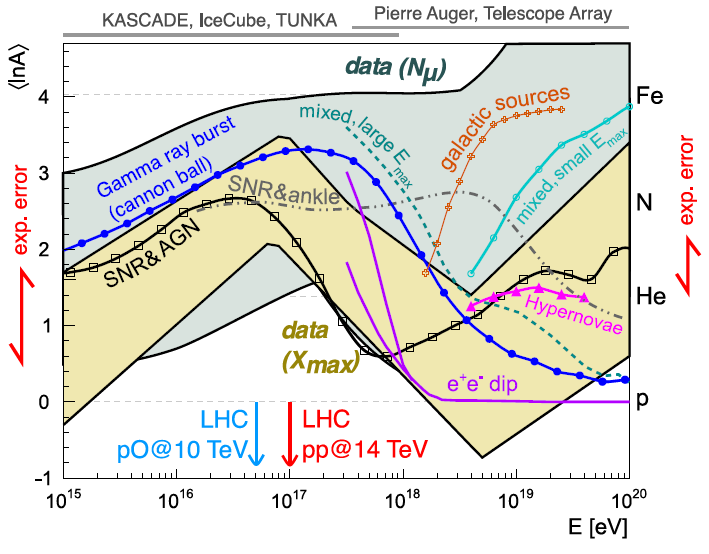 KASCADE, IceCube, TUNKA
Pierre Auger, Telescope Array
⟨lnA⟩
4
3
2
1
0
−1
data (Nμ)
Fe
N
He
p
exp. error
exp. error
Gamma ray burst
(cannon ball)
mixed, large Emax
galactic sources
mixed, small Emax
SNR&ankle
SNR&AGN
Hypernovae
data
(Xmax)
e+e- dip
LHC
pO@10 TeV
LHC
pp@14 TeV
10^15
10^16
10^17
10^18
10^19
10^20
E [eV]